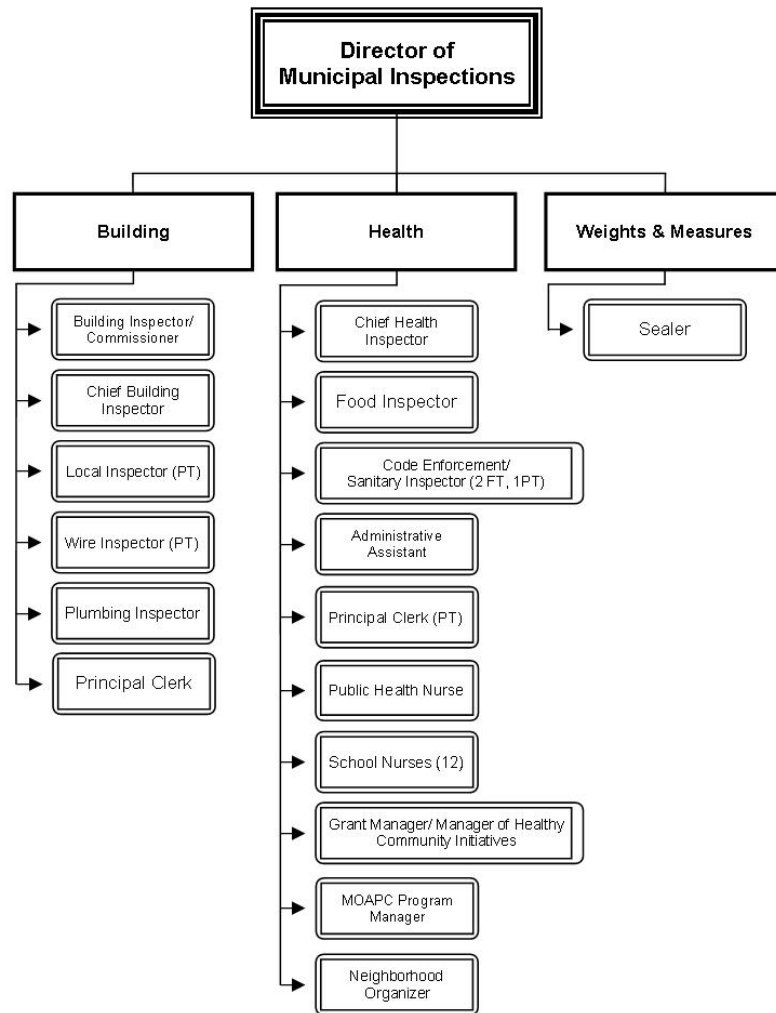 Director of
Municipal Inspections
Building
Health
Weights & Measures
Building Inspector/
Commissioner
Chief Building
Inspector
Local Inspector (PT)
Wire Inspector (PT)
Plumbing Inspector
Principal Clerk
Chief Health
Inspector
Food Inspector
Code Enforcement/
Sanitary Inspector (2 FT, 1PT)
Administrative
Assistant
Principal Clerk (PT)
Public Health Nurse
School Nurses (12)
Grant Manager/ Manager of Healthy
Community Initiatives
MOAPC Program
Manager
Neighborhood
Organizer
Sealer